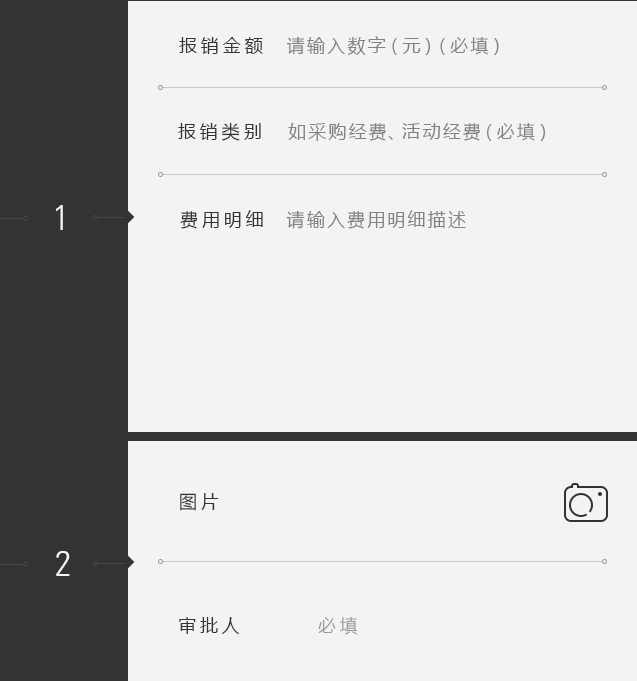 报销金额 请输入数字(元)(必填)
报销类别 如采购经费、活动经费(必填)
1
费用明细 请输入费用明细描述
图片
2
审批人 必填